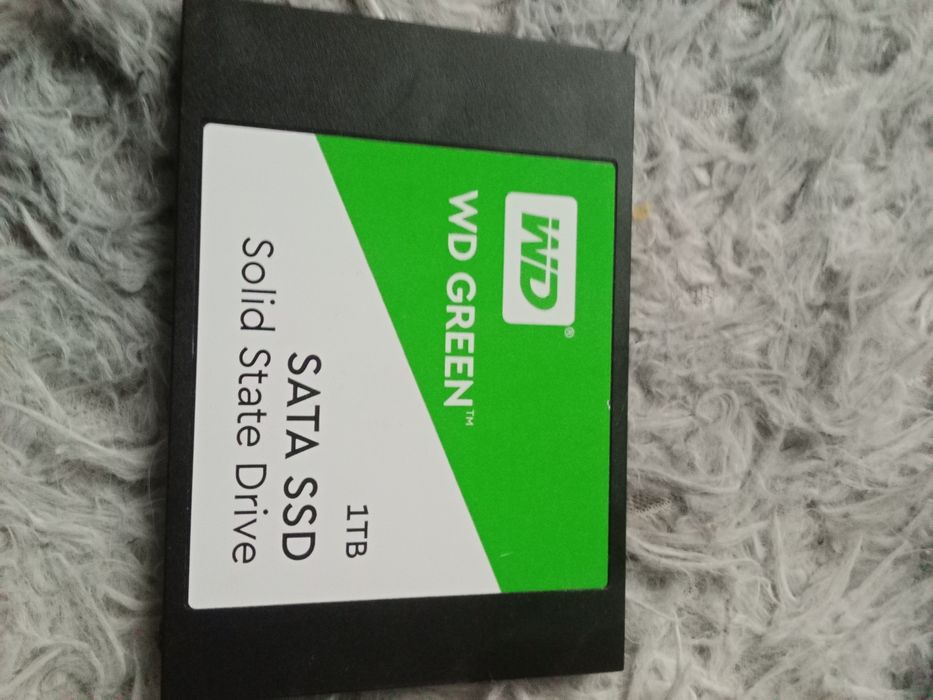 WD®
WD GREEN™
1TB
SATA SSD
Solid State Drive